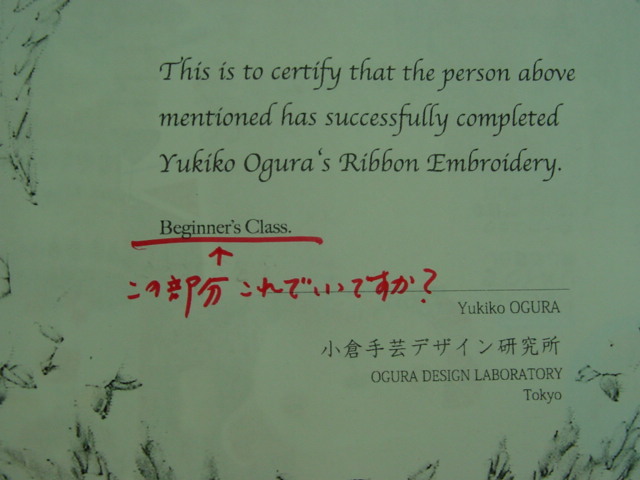 This is to certify that the person above
mentioned has successfully completed
Yukiko Ogura's Ribbon Embroidery.
Beginner's Class.
この部分これでいいですか?
Yukiko OGURA
小倉手芸デザイン研究所
OGURA DESIGN LABORATORY
Tokyo